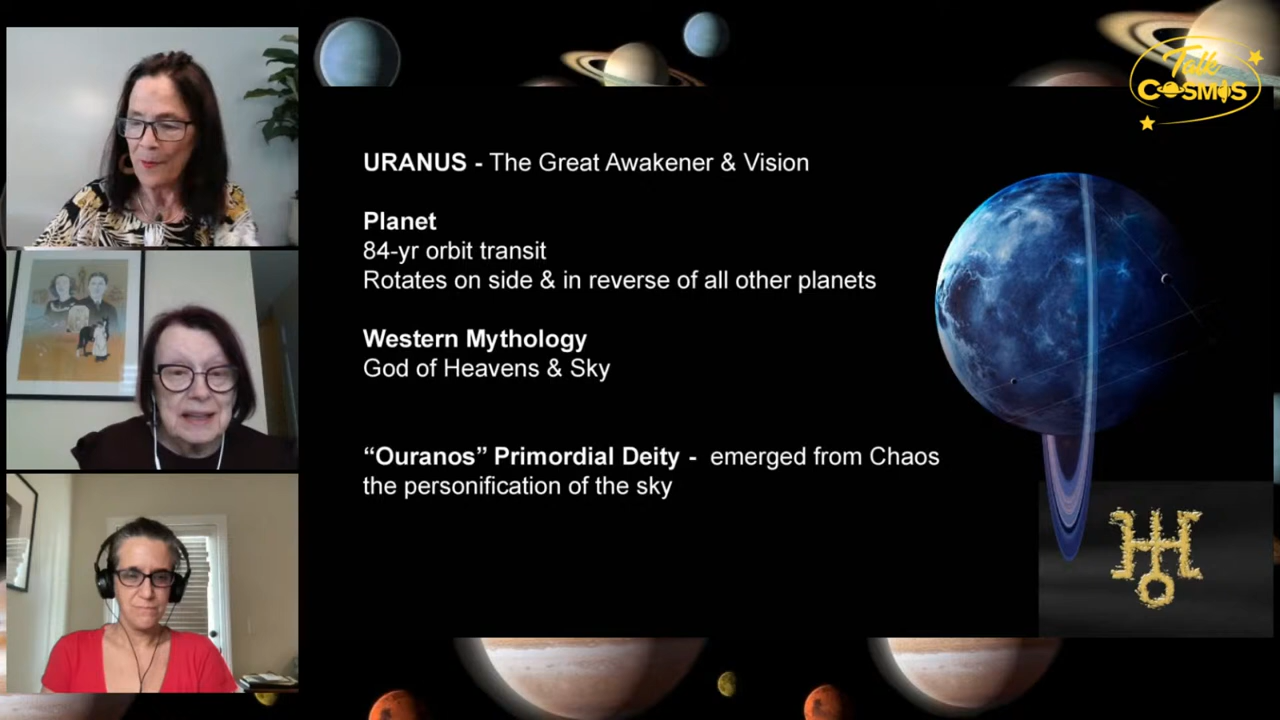 Talk
COSMOS
URANUS - The Great Awakener & Vision
Planet
84-yr orbit transit
Rotates on side & in reverse of all other planets
Western Mythology
God of Heavens & Sky
“Ouranos” Primordial Deity - emerged from Chaos
the personification of the sky